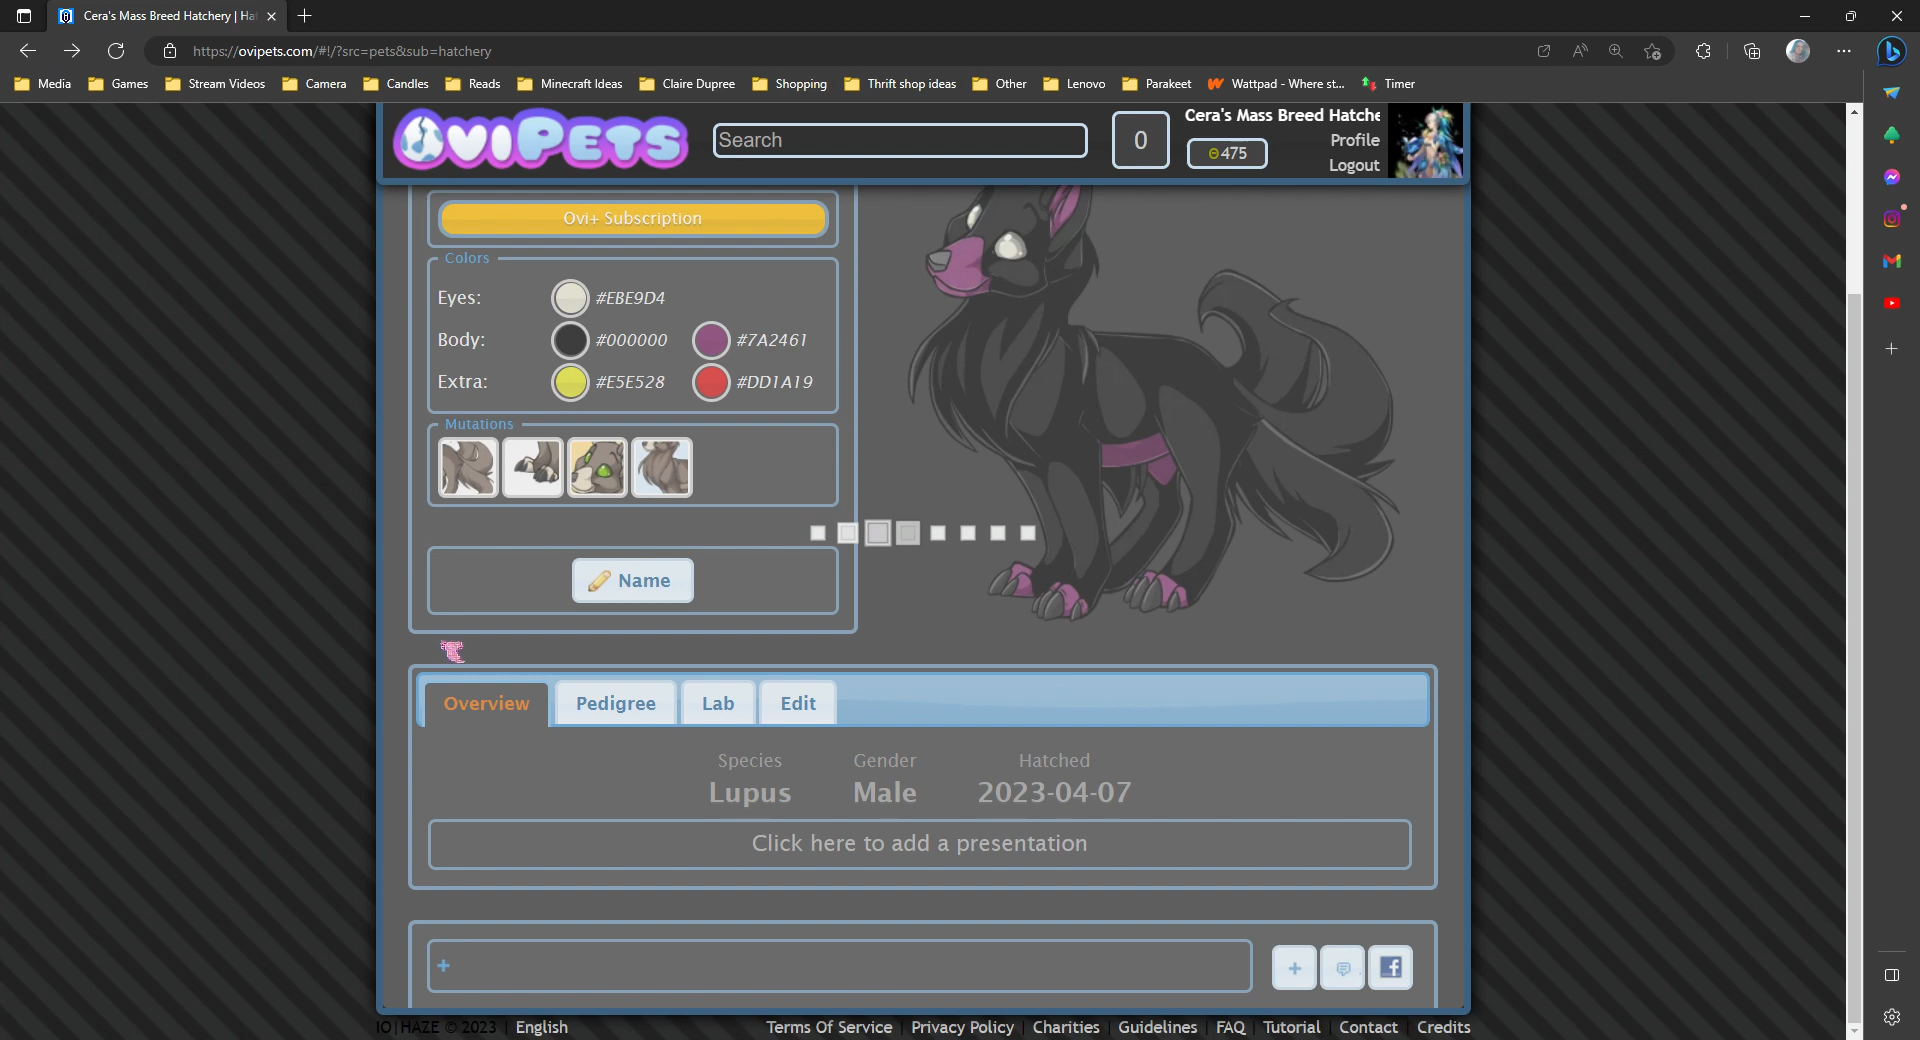 Cera's Mass Breed Hatchery | Ha
https://ovipets.com/#!/?src=pets&sub=hatchery
Media
Games
Stream Videos
Camera
Candles
Reads
Minecraft Ideas
Claire Dupree
Shopping
Thrift shop ideas
Other
Lenovo
Parakeet
Wattpad - Where st...
Timer
OviPets
Search
0
Cera's Mass Breed Hatche
475
Profile
Logout
Ovi+ Subscription
Colors
Eyes: #EBE9D4
Body: #000000 #7A2461
Extra: #E5E528 #DD1A19
Mutations
Name
Overview
Pedigree
Lab
Edit
Species
Gender
Hatched
Lupus
Male
2023-04-07
Click here to add a presentation
IO|HAZE © 2023
English
Terms Of Service
Privacy Policy
Charities
Guidelines
FAQ
Tutorial
Contact
Credits